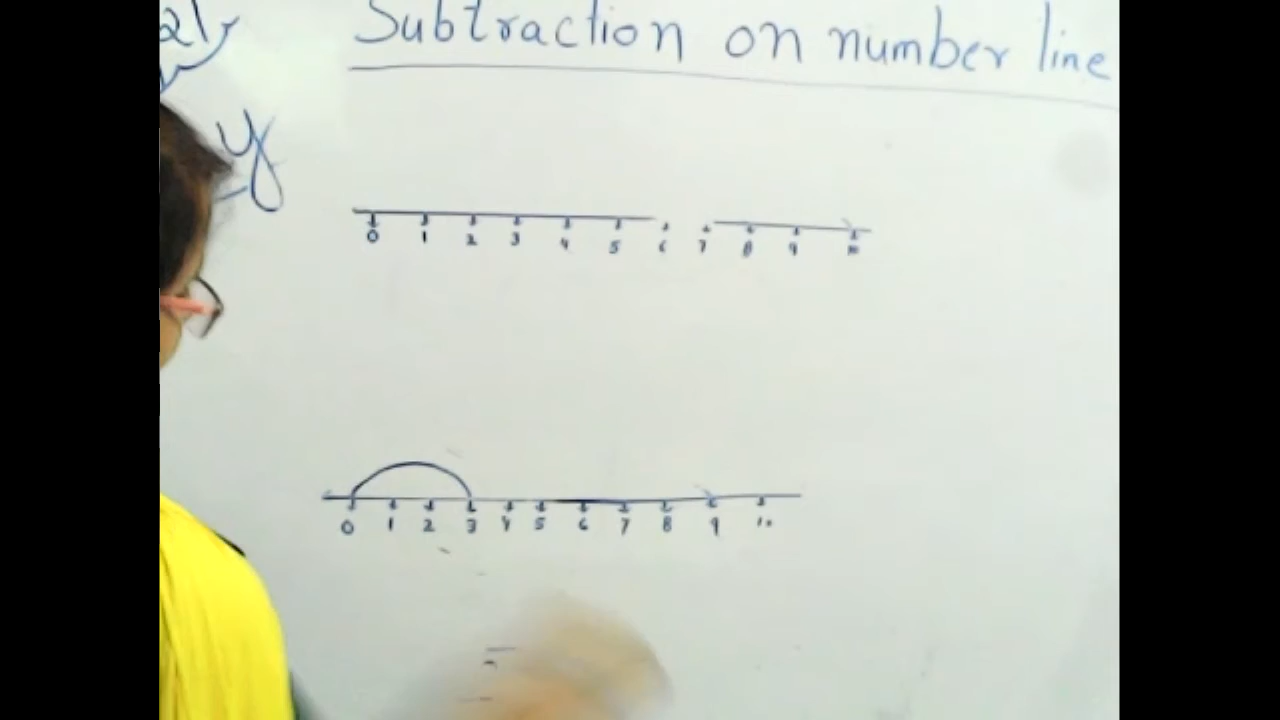 21
Subtraction on number line
y
0 1 2 3 4 5 6 7 8 9 10
0 1 2 3 4 5 6 7 8 9 10